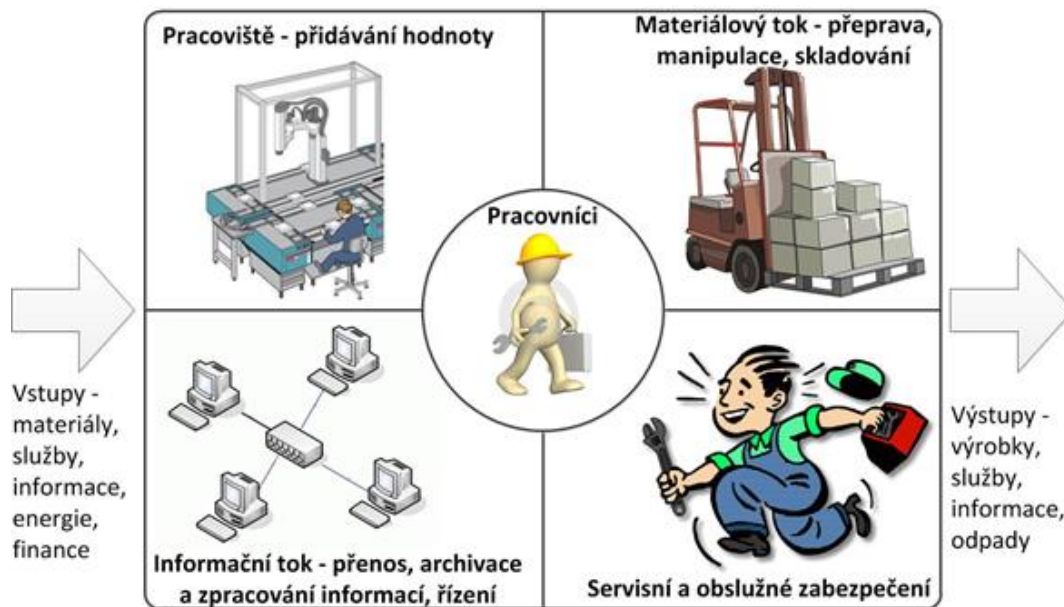 Pracoviště - přidávání hodnoty
Materiálový tok - přeprava,
manipulace, skladování
Pracovníci
Vstupy -
materiály,
služby,
informace,
energie,
finance
Výstupy -
výrobky,
služby,
informace,
odpady
Informační tok - přenos, archivace
a zpracování informací, řízení
Servisní a obslužné zabezpečení